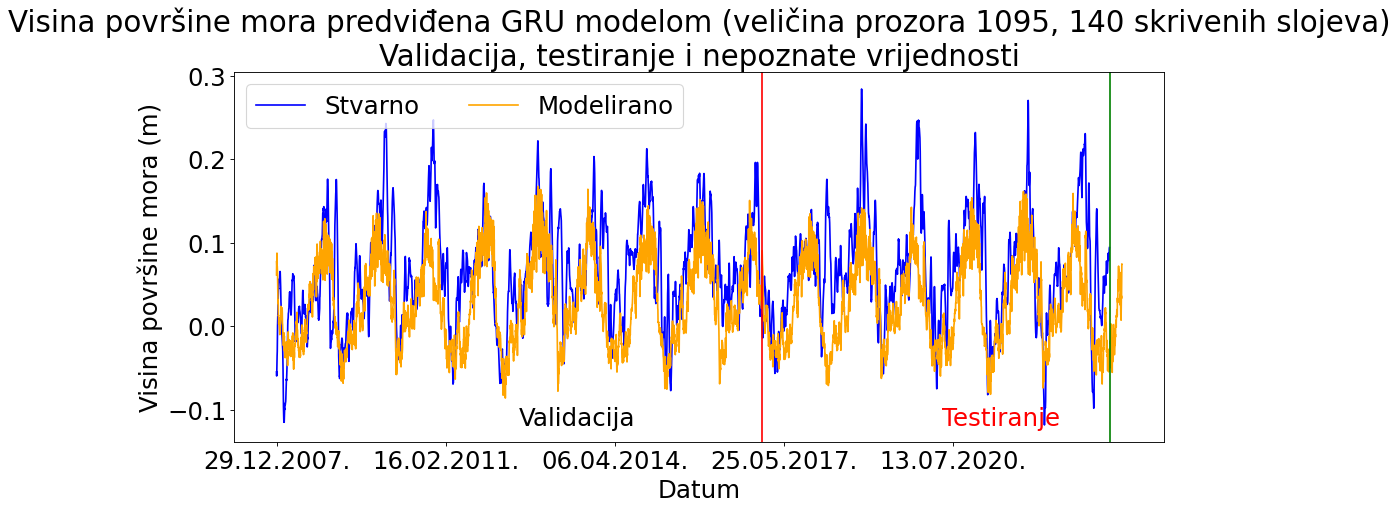 Visina površine mora predviđena GRU modelom (veličina prozora 1095, 140 skrivenih slojeva)
Validacija, testiranje i nepoznate vrijednosti
Stvarno
Modelirano
Visina površine mora (m)
0.3
0.2
0.1
0.0
−0.1
Validacija
Testiranje
29.12.2007.
16.02.2011.
06.04.2014.
25.05.2017.
13.07.2020.
Datum